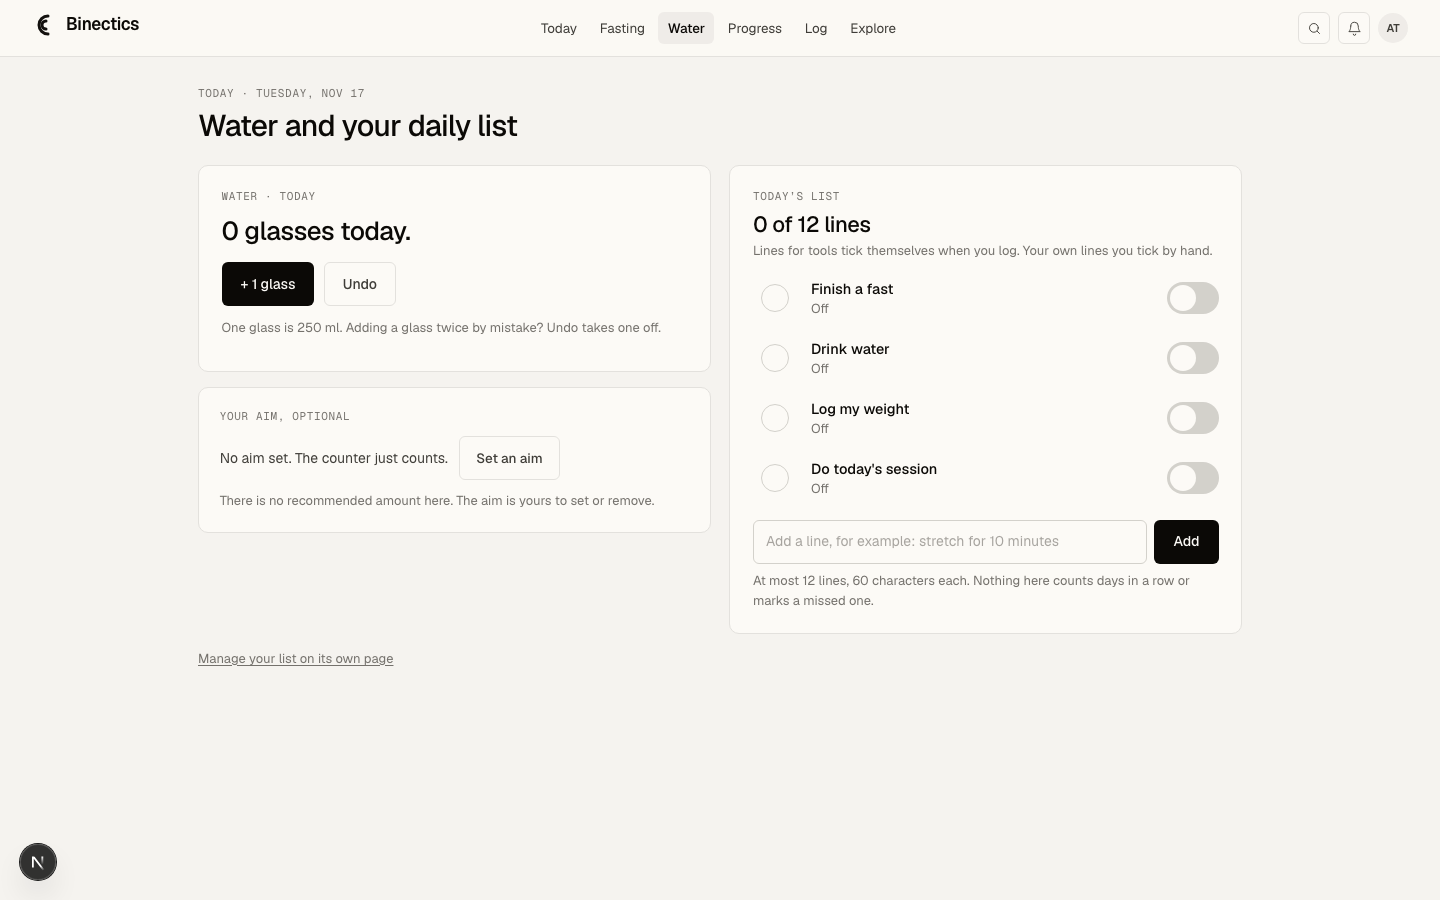 Binectics
Today
Fasting
Water
Progress
Log
Explore
AT
TODAY · TUESDAY, NOV 17
Water and your daily list
WATER · TODAY
0 glasses today.
+ 1 glass
Undo
One glass is 250 ml. Adding a glass twice by mistake? Undo takes one off.
YOUR AIM, OPTIONAL
No aim set. The counter just counts.
Set an aim
There is no recommended amount here. The aim is yours to set or remove.
TODAY'S LIST
0 of 12 lines
Lines for tools tick themselves when you log. Your own lines you tick by hand.
Finish a fast
Off
Drink water
Off
Log my weight
Off
Do today's session
Off
Add a line, for example: stretch for 10 minutes
Add
At most 12 lines, 60 characters each. Nothing here counts days in a row or
marks a missed one.
Manage your list on its own page
N